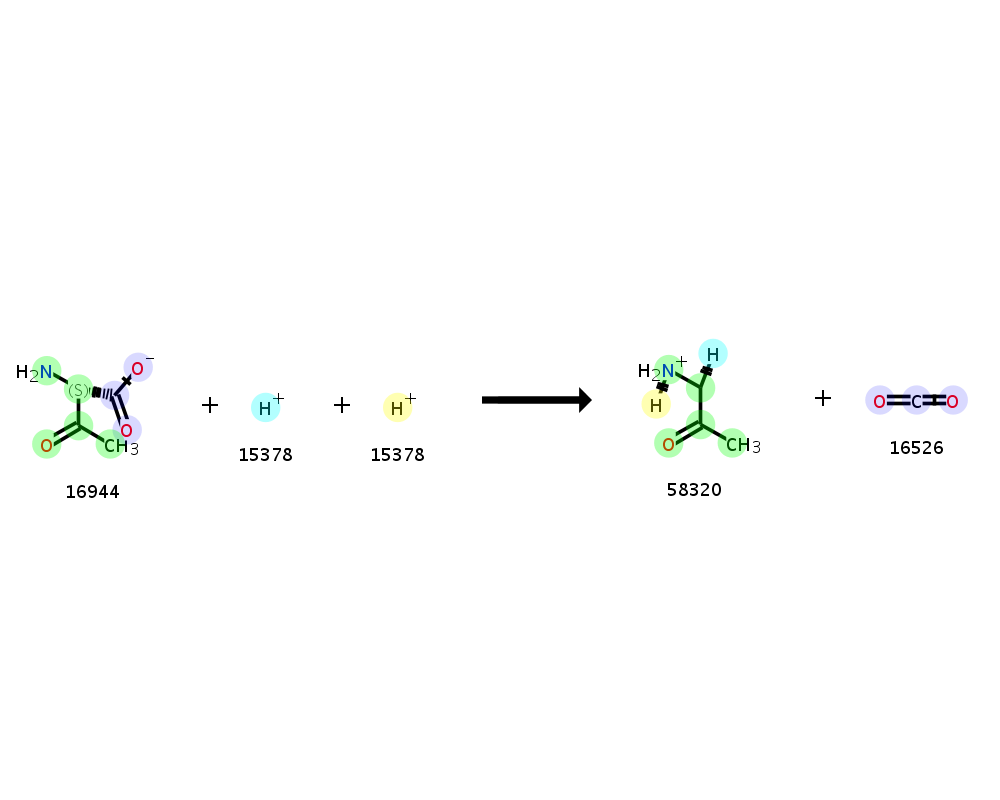 H2N (S) O− O O CH3 + H+ + H+ H2N+ H H O CH3 + O C O
16944 15378 15378 58320 16526